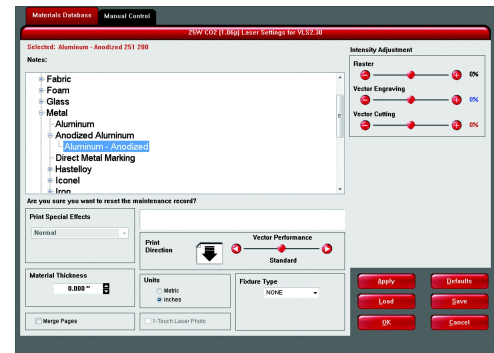 Materials Database Manual Control
25W CO2 (1.06µ) Laser Settings for VLS2.30
Selected: Aluminum - Anodized 251 200
Notes:
Fabric
Foam
Glass
Metal
Aluminum
Anodized Aluminum
Aluminum - Anodized
Direct Metal Marking
Hastelloy
Iconel
Iron
Are you sure you want to reset the maintenance record?
Intensity Adjustment
Raster
0%
Vector Engraving
0%
Vector Cutting
0%
Print Special Effects
Normal
Print
Direction
Vector Performance
Standard
Material Thickness
0.000 "
Units
Metric
Inches
Fixture Type
NONE
Merge Pages
1-Touch Laser Photo
Apply Defaults
Load Save
OK Cancel